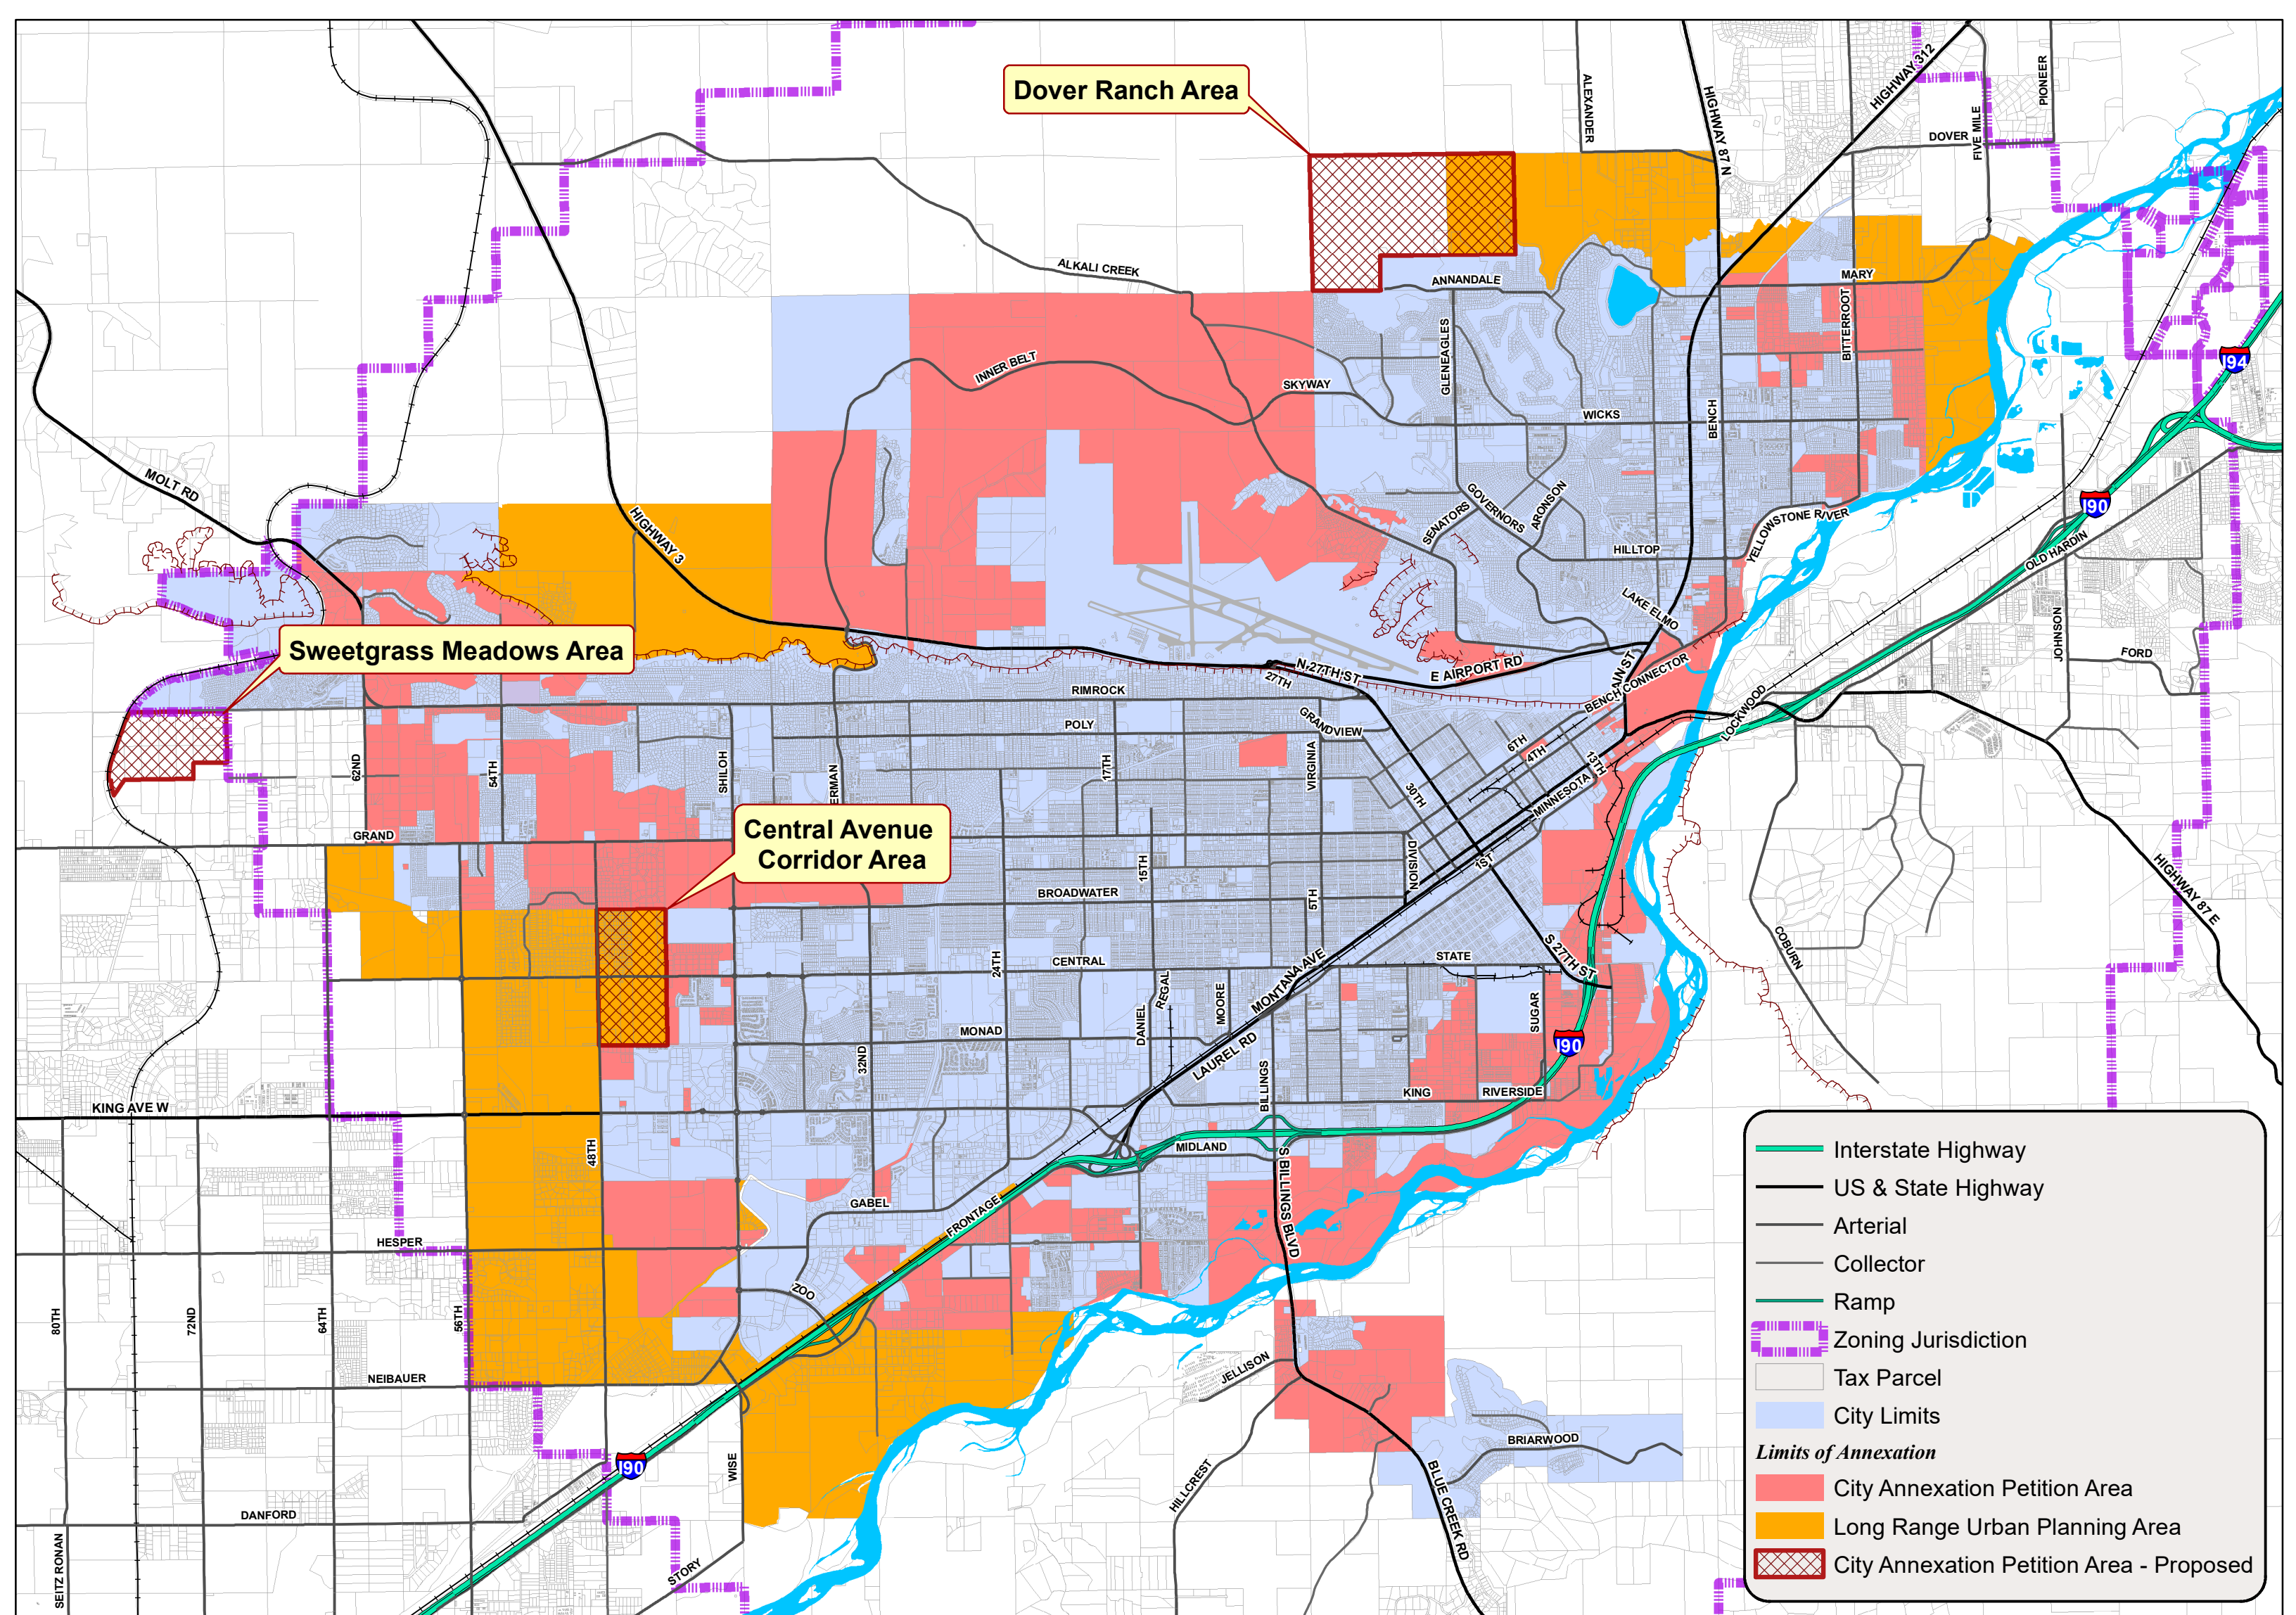 Dover Ranch Area
ALEXANDER
HIGHWAY 87 N
HIGHWAY 312
FIVE MILE
PIONEER
DOVER
ALKALI CREEK
ANNANDALE
MARY
BITTERROOT
GLENEAGLES
INNER BELT
SKYWAY
WICKS
BENCH
I94
MOLT RD
HIGHWAY 3
GOVERNORS
SENATORS
ARONISON
YELLOWSTONE RIVER
I90
HILLTOP
OLD HARDIN
LAKE ELMO
JOHNSON
FORD
Sweetgrass Meadows Area
N 27TH ST
27TH
E AIRPORT RD
AIN ST
BENCH CONNECTOR
RIMROCK
POLY
GRANDVIEW
LOCKWOOD
62ND
54TH
SHILOH
ERMAN
17TH
VIRGINIA
6TH
4TH
13TH
30TH
MINNESOTA
GRAND
Central Avenue
Corridor Area
15TH
DIVISION
1ST
HIGHWAY 87 E
BROADWATER
5TH
COBURN
24TH
CENTRAL
REGAL
MONTANA AVE
STATE
S 27TH ST
MONAD
DANIEL
MOORE
SUGAR
32ND
LAUREL RD
I90
KING AVE W
BILLINGS
KING
RIVERSIDE
48TH
MIDLAND
S BILLINGS BLVD
GABEL
FRONTAGE
HESPER
ZOO
80TH
72ND
64TH
56TH
NEIBAUER
JELLISON
WISE
I90
BRIARWOOD
HILLCREST
BLUE CREEK RD
DANFORD
SEITZ RONAN
STORY
Interstate Highway
US & State Highway
Arterial
Collector
Ramp
Zoning Jurisdiction
Tax Parcel
City Limits
Limits of Annexation
City Annexation Petition Area
Long Range Urban Planning Area
City Annexation Petition Area - Proposed